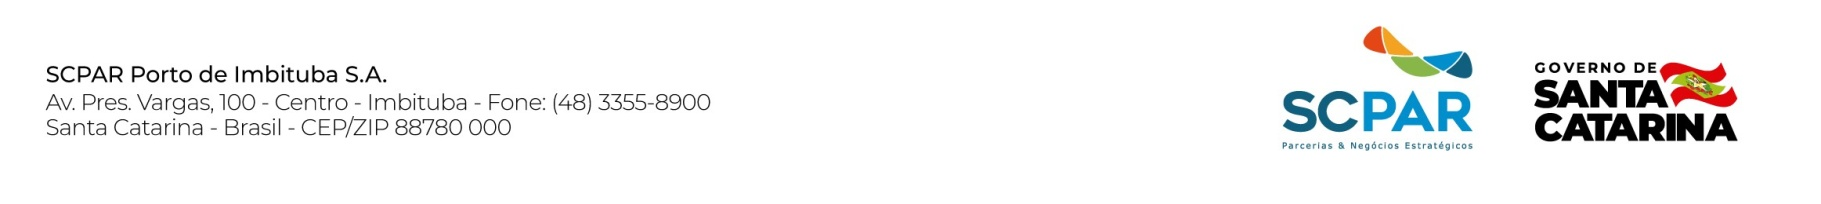 SCPAR Porto de Imbituba S.A.
Av. Pres. Vargas, 100 - Centro - Imbituba - Fone: (48) 3355-8900
Santa Catarina - Brasil - CEP/ZIP 88780 000
SCPAR
Parcerias & Negócios Estratégicos
GOVERNO DE
SANTA
CATARINA